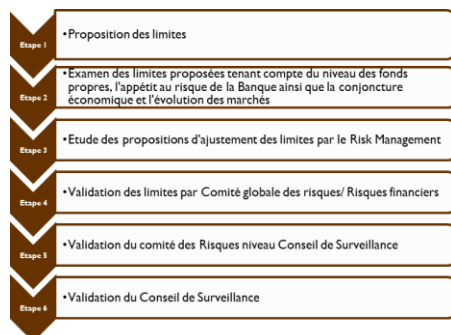 Etape 1
•Proposition des limites
Etape 2
•Examen des limites proposées tenant compte du niveau des fonds
propres, l'appétit au risque de la Banque ainsi que la conjoncture
économique et l'évolution des marchés
Etape 3
•Etude des propositions d'ajustement des limites par le Risk Management
Etape 4
•Validation des limites par Comité globale des risques/ Risques financiers
Etape 5
•Validation du comité des Risques niveau Conseil de Surveillance
Etape 6
•Validation du Conseil de Surveillance